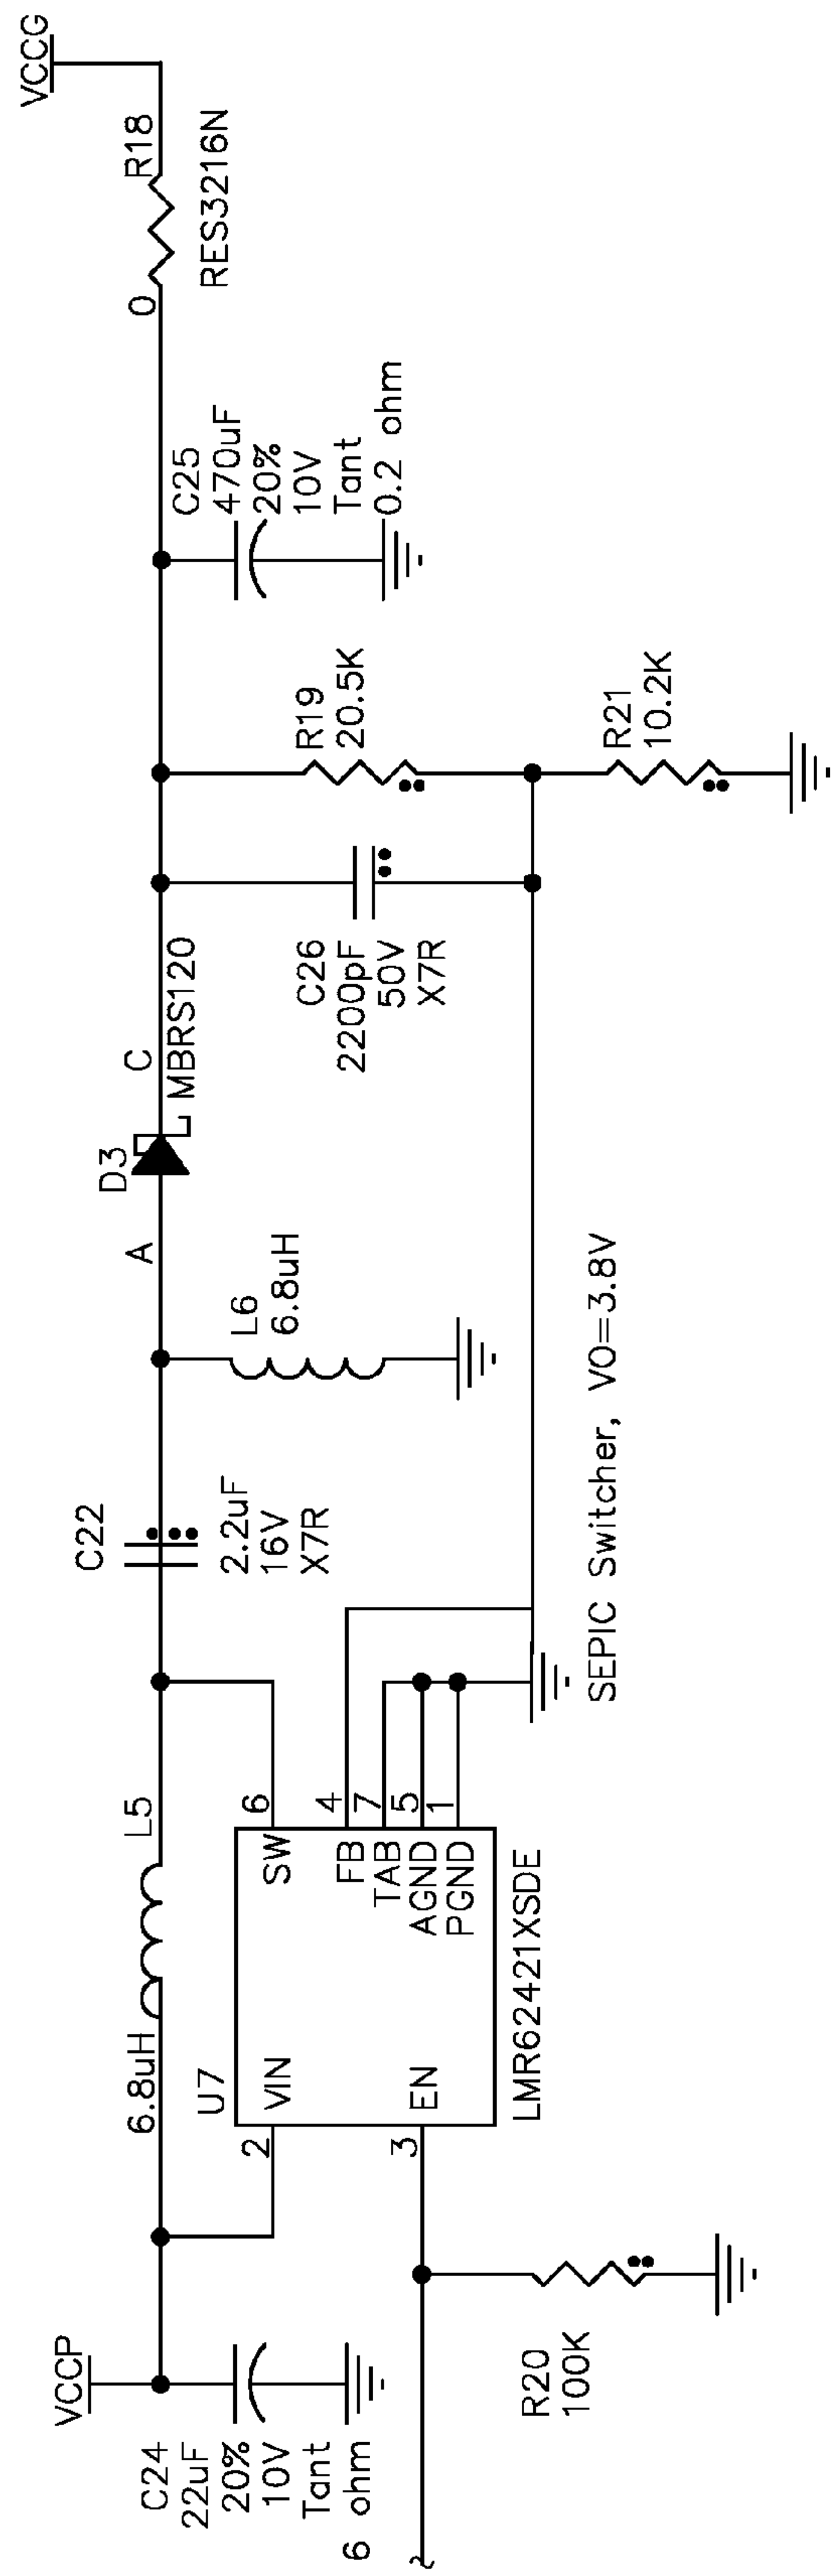 VCCP
C24
22uF
20%
10V
Tant
6 ohm
6.8uH
L5
U7
2
VIN
SW
6
3
EN
FB
4
TAB
7
AGND
5
PGND
1
LMR62421XSDE
R20
100K
C22
2.2uF
16V
X7R
L6
6.8uH
A
D3
C
MBRS120
C26
2200pF
50V
X7R
R19
20.5K
R21
10.2K
C25
470uF
20%
10V
Tant
0.2 ohm
0
R18
RES3216N
VCCG
SEPIC Switcher, VO=3.8V